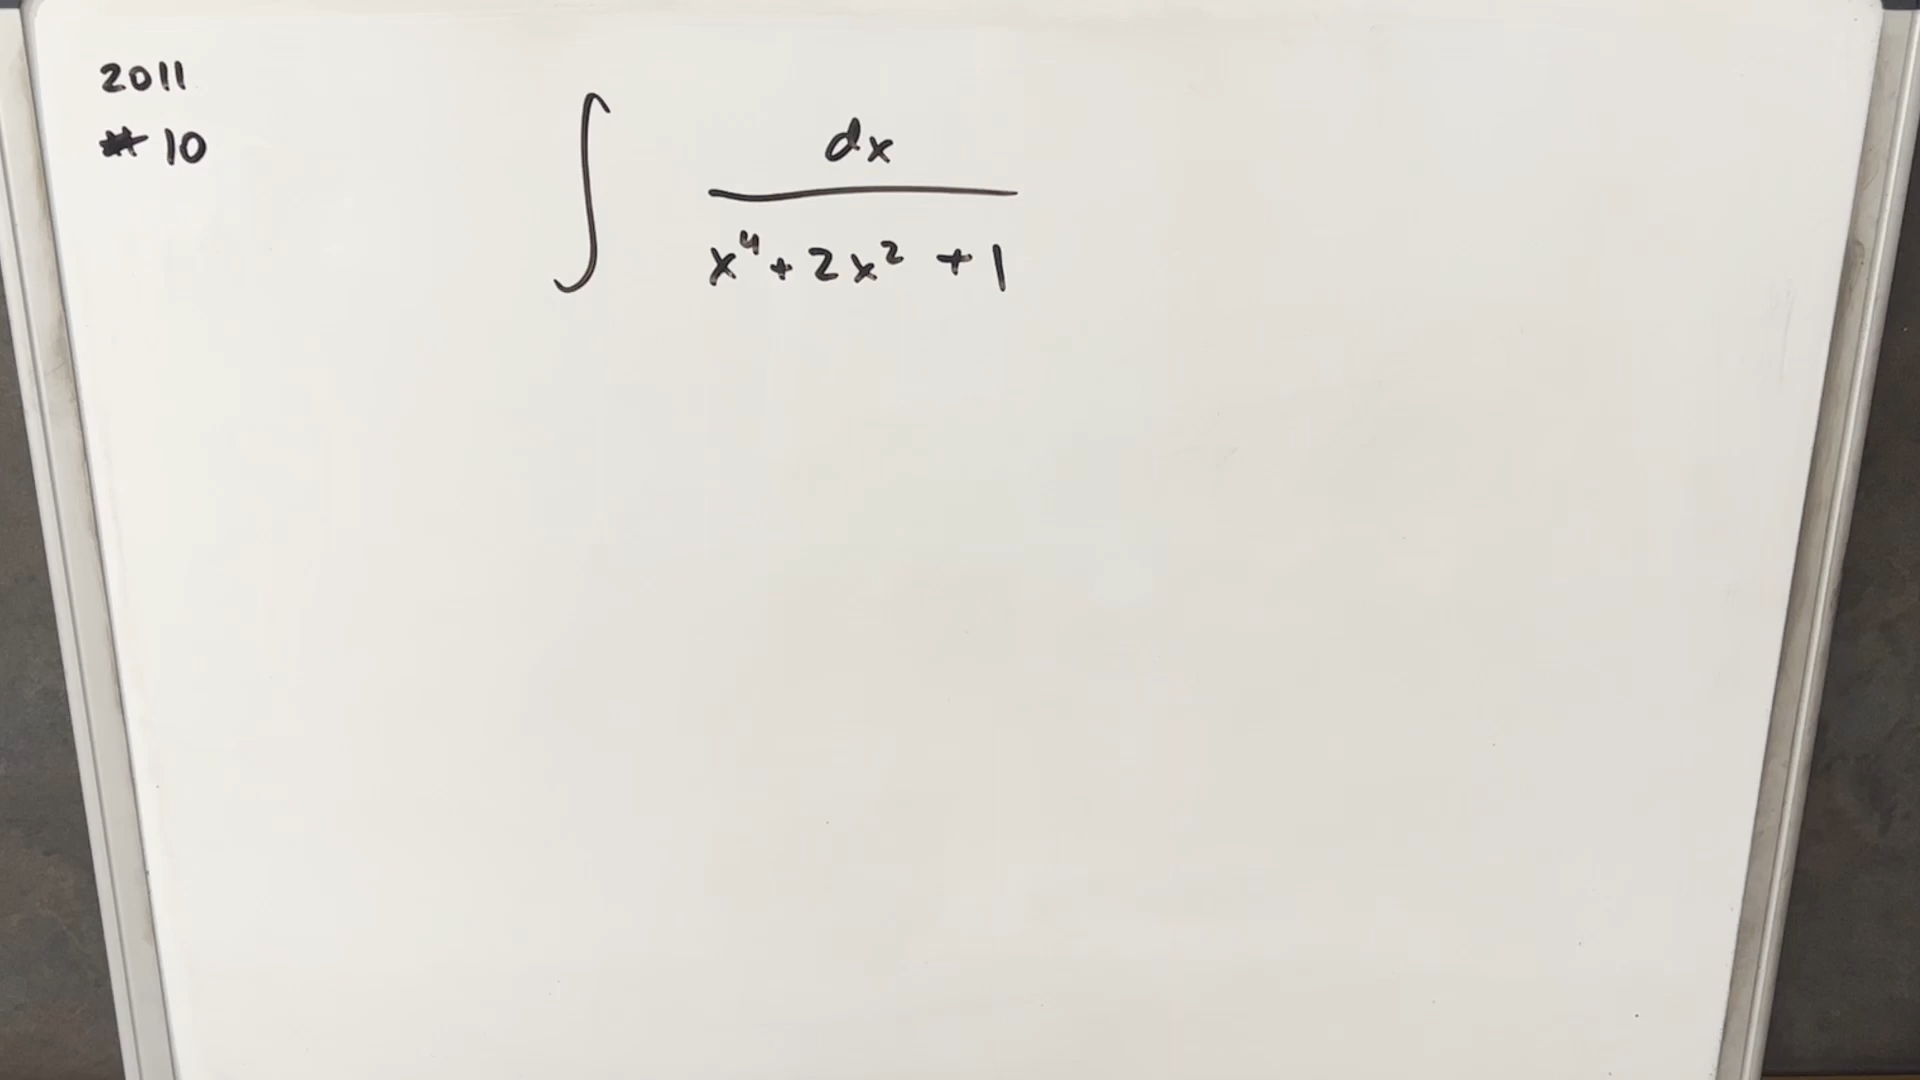 2011
# 10
∫ dx
x⁴ + 2x² + 1